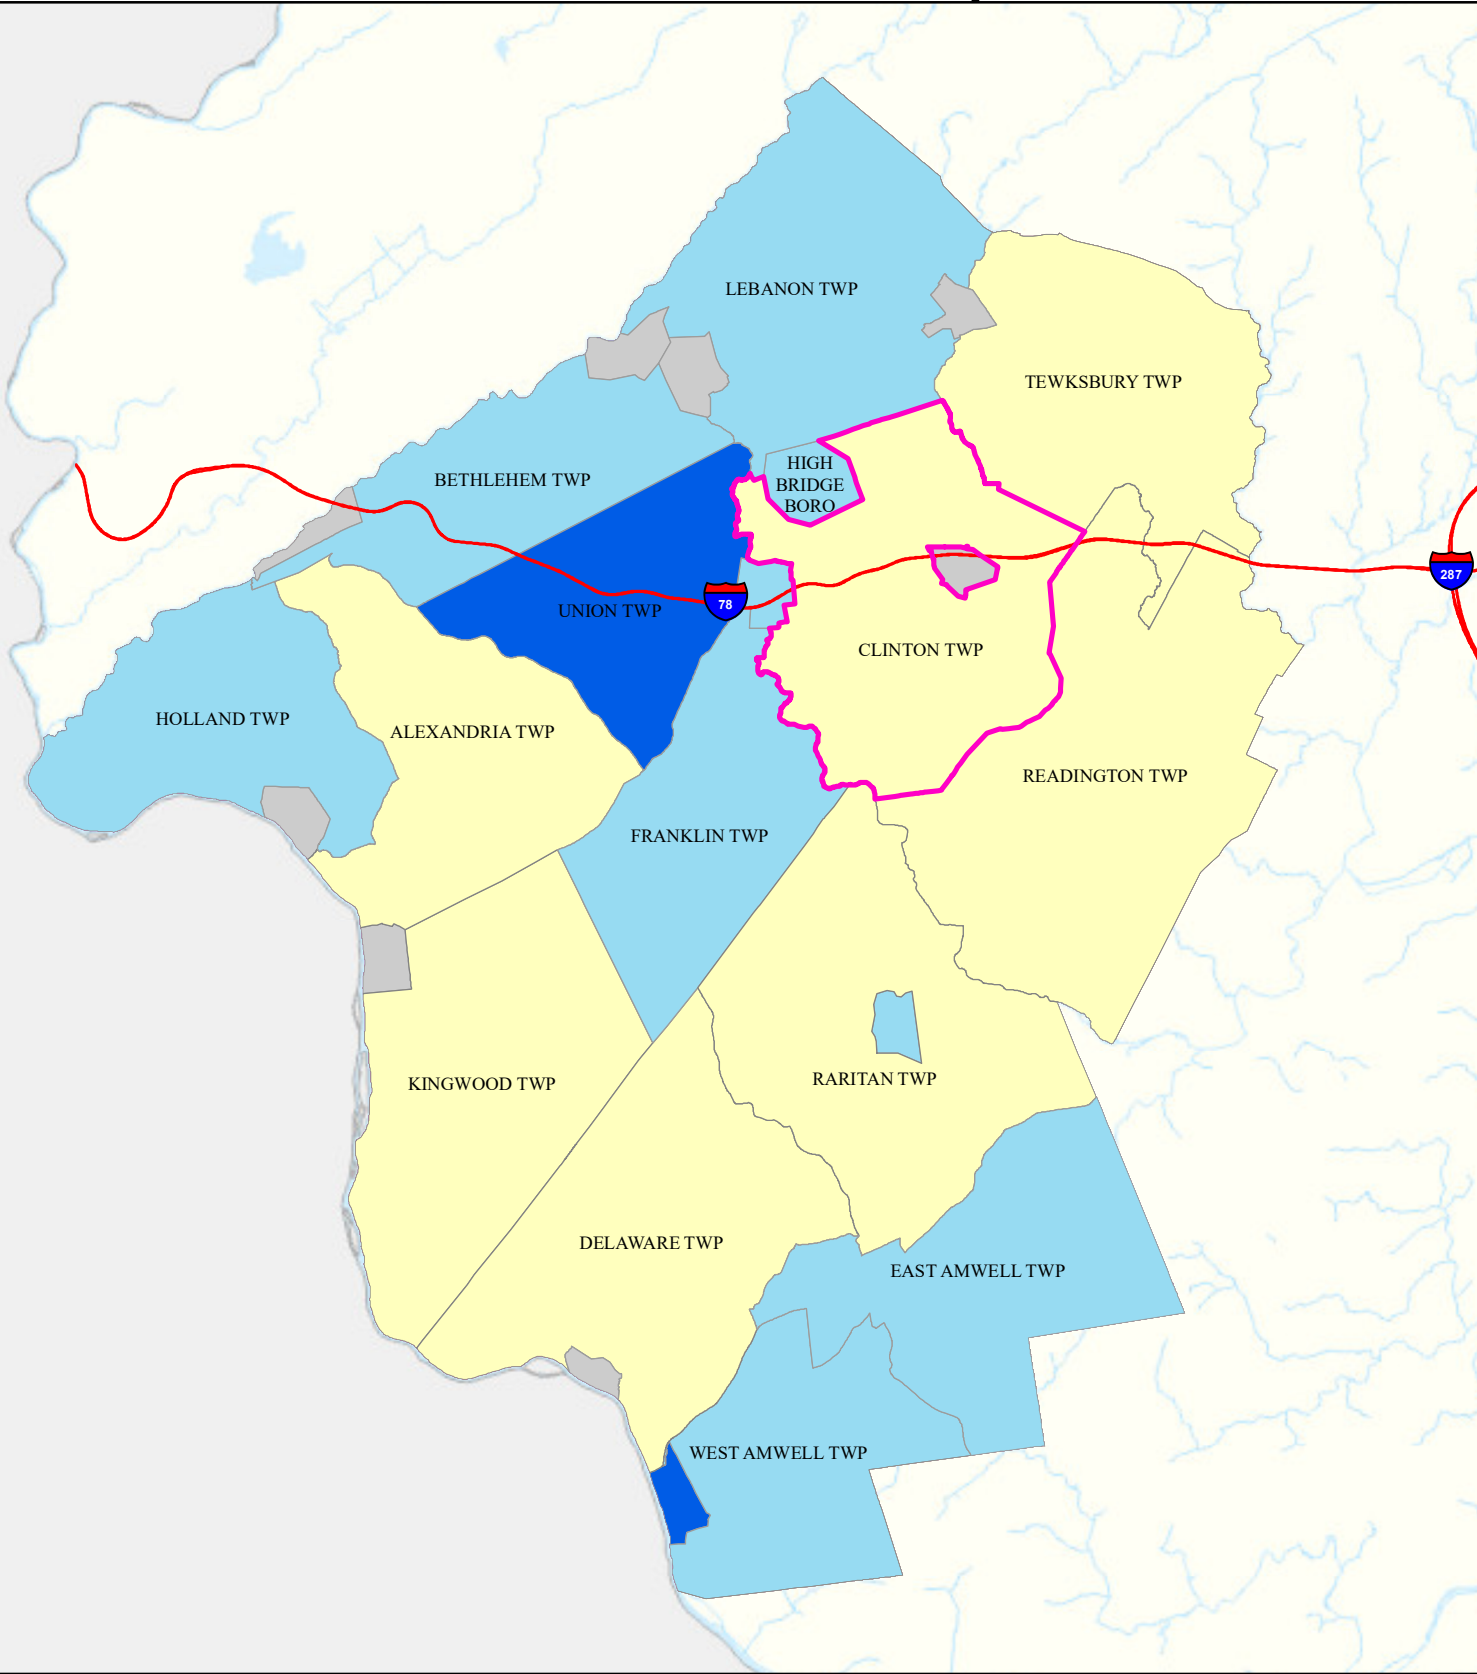 LEBANON TWP
TEWKSBURY TWP
HIGH
BRIDGE
BORO
BETHLEHEM TWP
287
78
UNION TWP
CLINTON TWP
HOLLAND TWP
ALEXANDRIA TWP
READINGTON TWP
FRANKLIN TWP
RARITAN TWP
KINGWOOD TWP
DELAWARE TWP
EAST AMWELL TWP
WEST AMWELL TWP